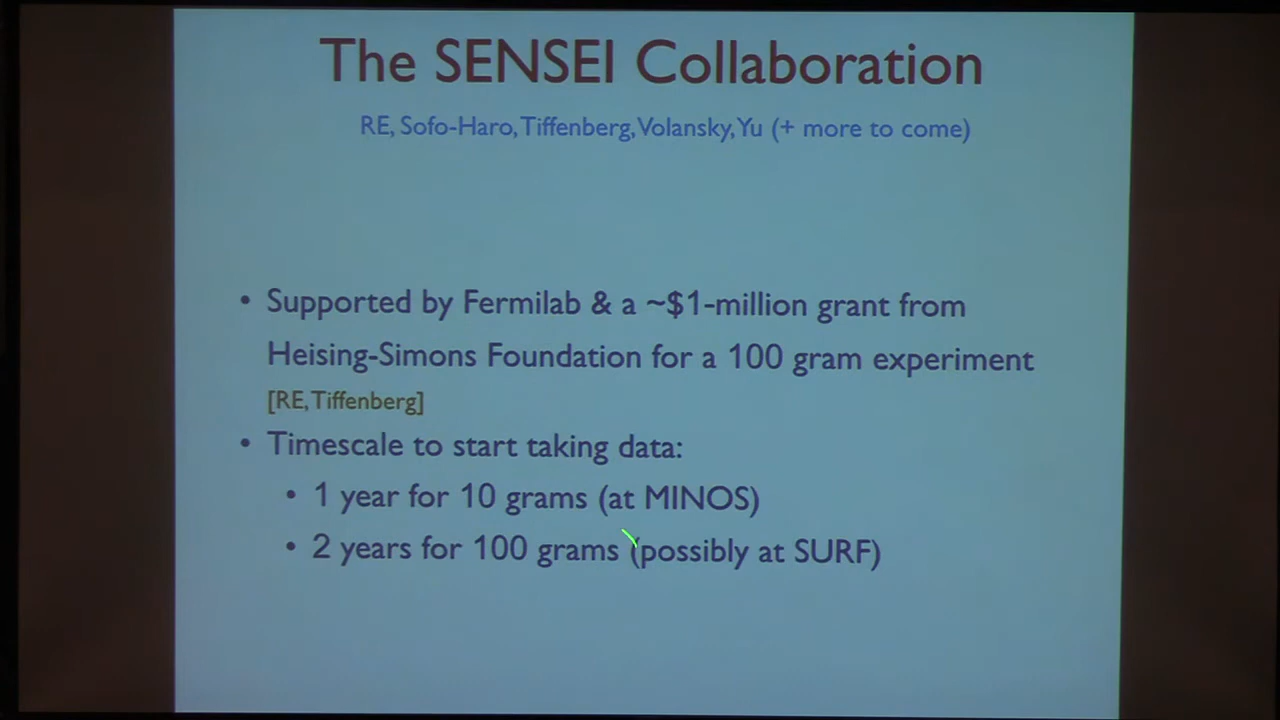 The SENSEI Collaboration
RE, Sofo-Haro, Tiffenberg, Volansky, Yu (+ more to come)
• Supported by Fermilab & a ~$1-million grant from
Heising-Simons Foundation for a 100 gram experiment
[RE, Tiffenberg]
• Timescale to start taking data:
• 1 year for 10 grams (at MINOS)
• 2 years for 100 grams (possibly at SURF)